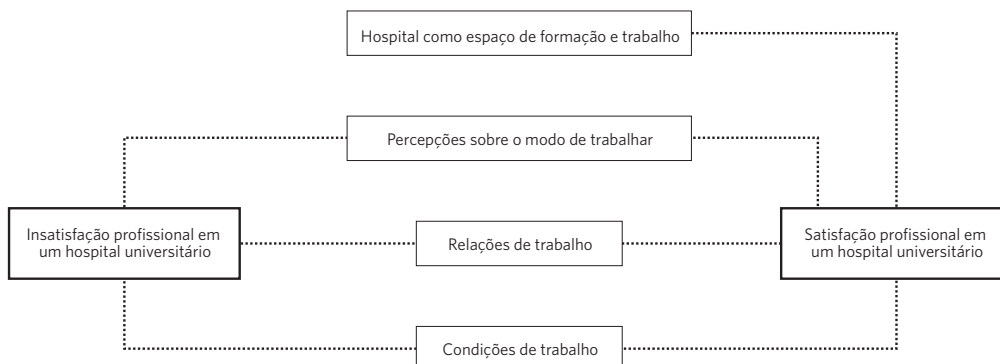 Hospital como espaço de formação e trabalho
Percepções sobre o modo de trabalhar
Insatisfação profissional em
um hospital universitário
Relações de trabalho
Satisfação profissional em
um hospital universitário
Condições de trabalho